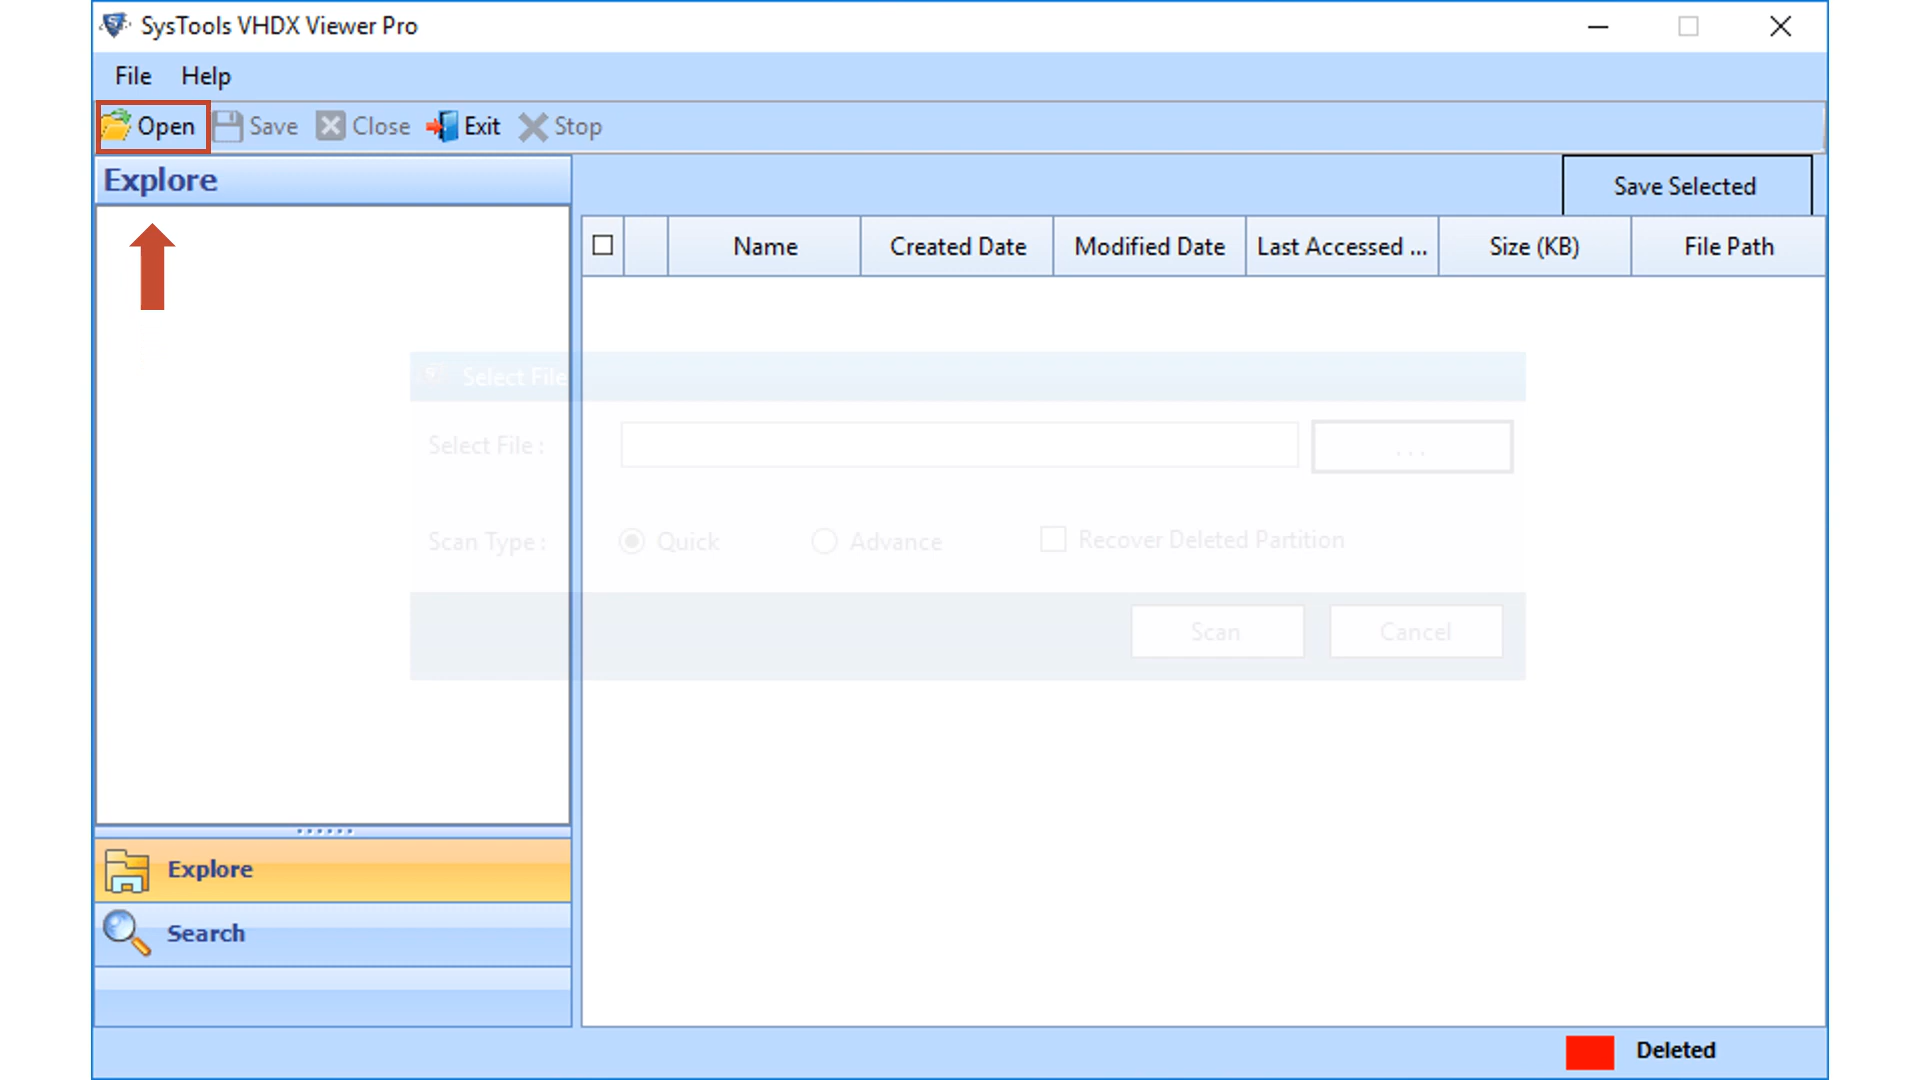 SysTools VHDX Viewer Pro
File Help
Open Save Close Exit Stop
Explore
Save Selected
Name Created Date Modified Date Last Accessed ... Size (KB) File Path
Select File
Select File : . . .
Scan Type : Quick Advance Recover Deleted Partition
Scan Cancel
Explore
Search
Deleted